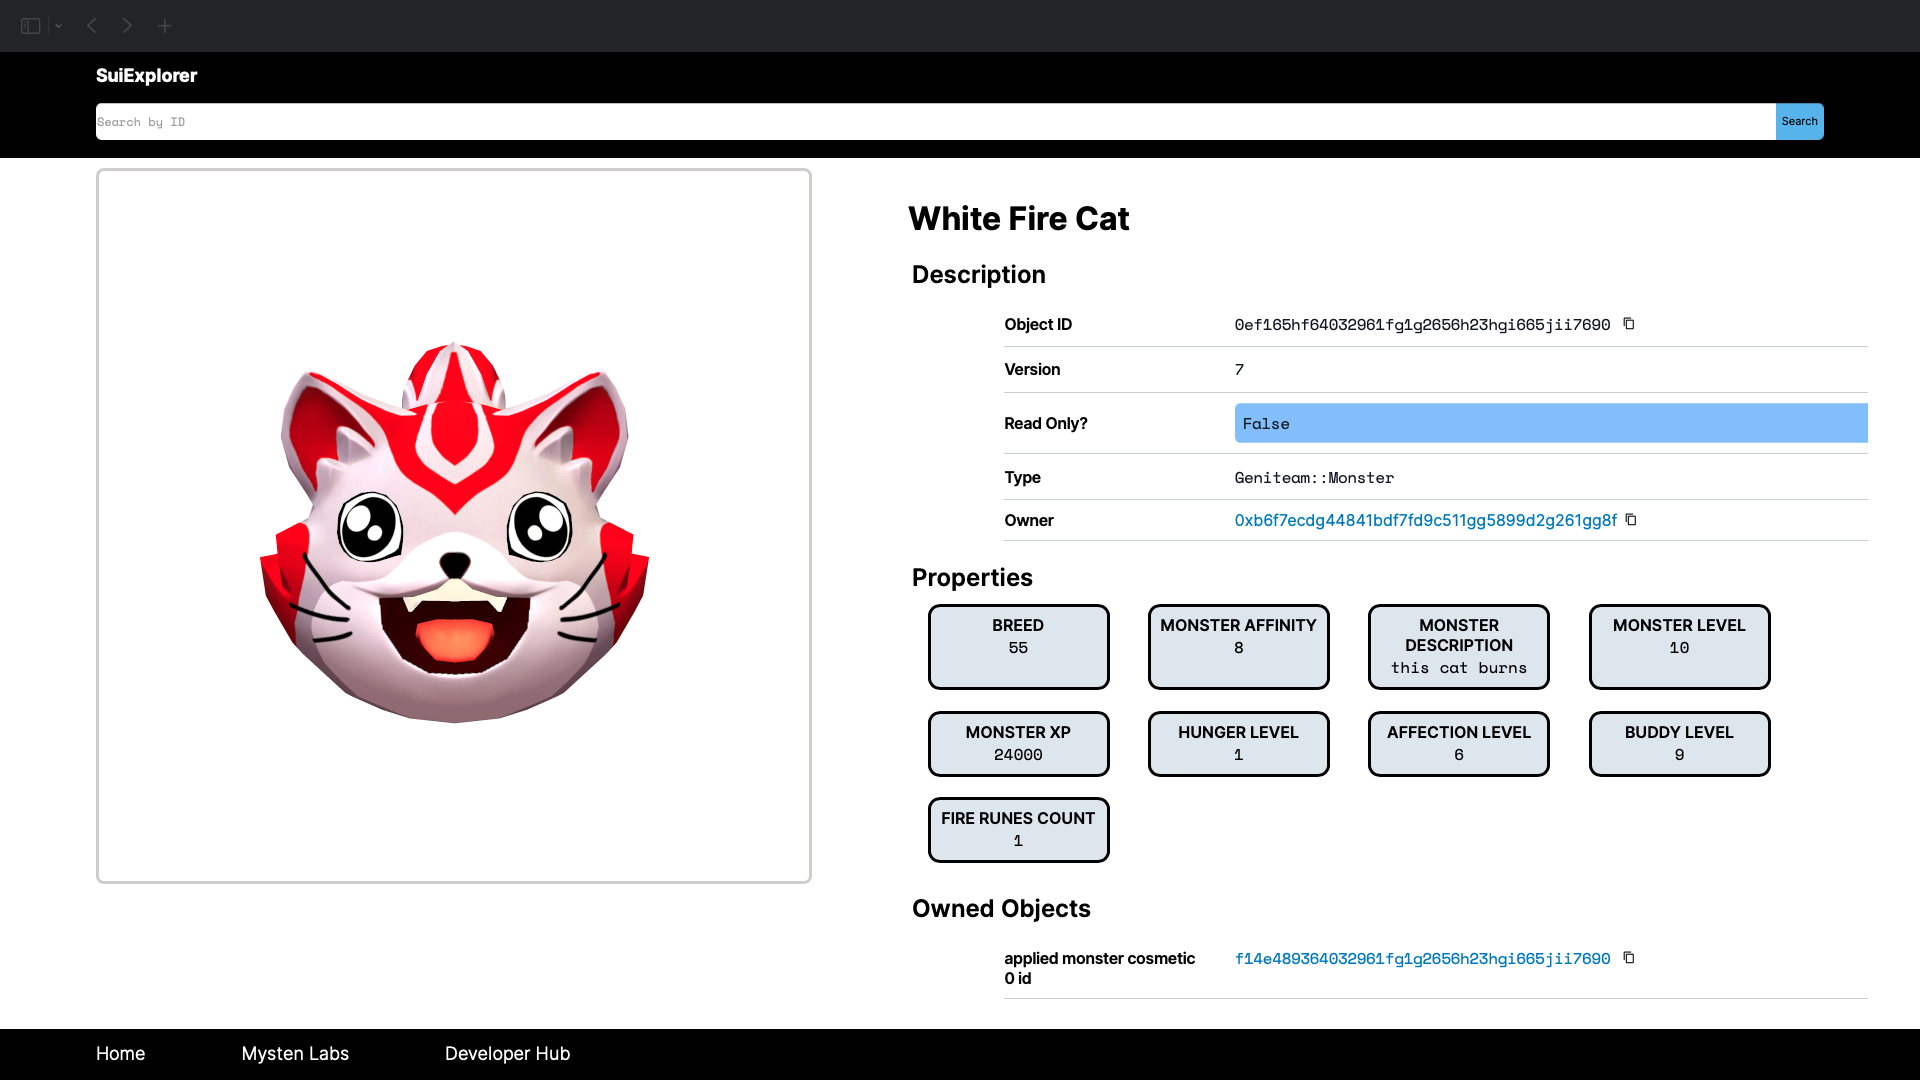 SuiExplorer
Search by ID
Search
White Fire Cat
Description
Object ID 0ef165hf64032961fg1g2656h23hgi665jii7690
Version 7
Read Only? False
Type Geniteam::Monster
Owner 0xb6f7ecdg44841bdf7fd9c511gg5899d2g261gg8f
Properties
BREED
55
MONSTER AFFINITY
8
MONSTER
DESCRIPTION
this cat burns
MONSTER LEVEL
10
MONSTER XP
24000
HUNGER LEVEL
1
AFFECTION LEVEL
6
BUDDY LEVEL
9
FIRE RUNES COUNT
1
Owned Objects
applied monster cosmetic f14e489364032961fg1g2656h23hgi665jii7690
0 id
Home Mysten Labs Developer Hub